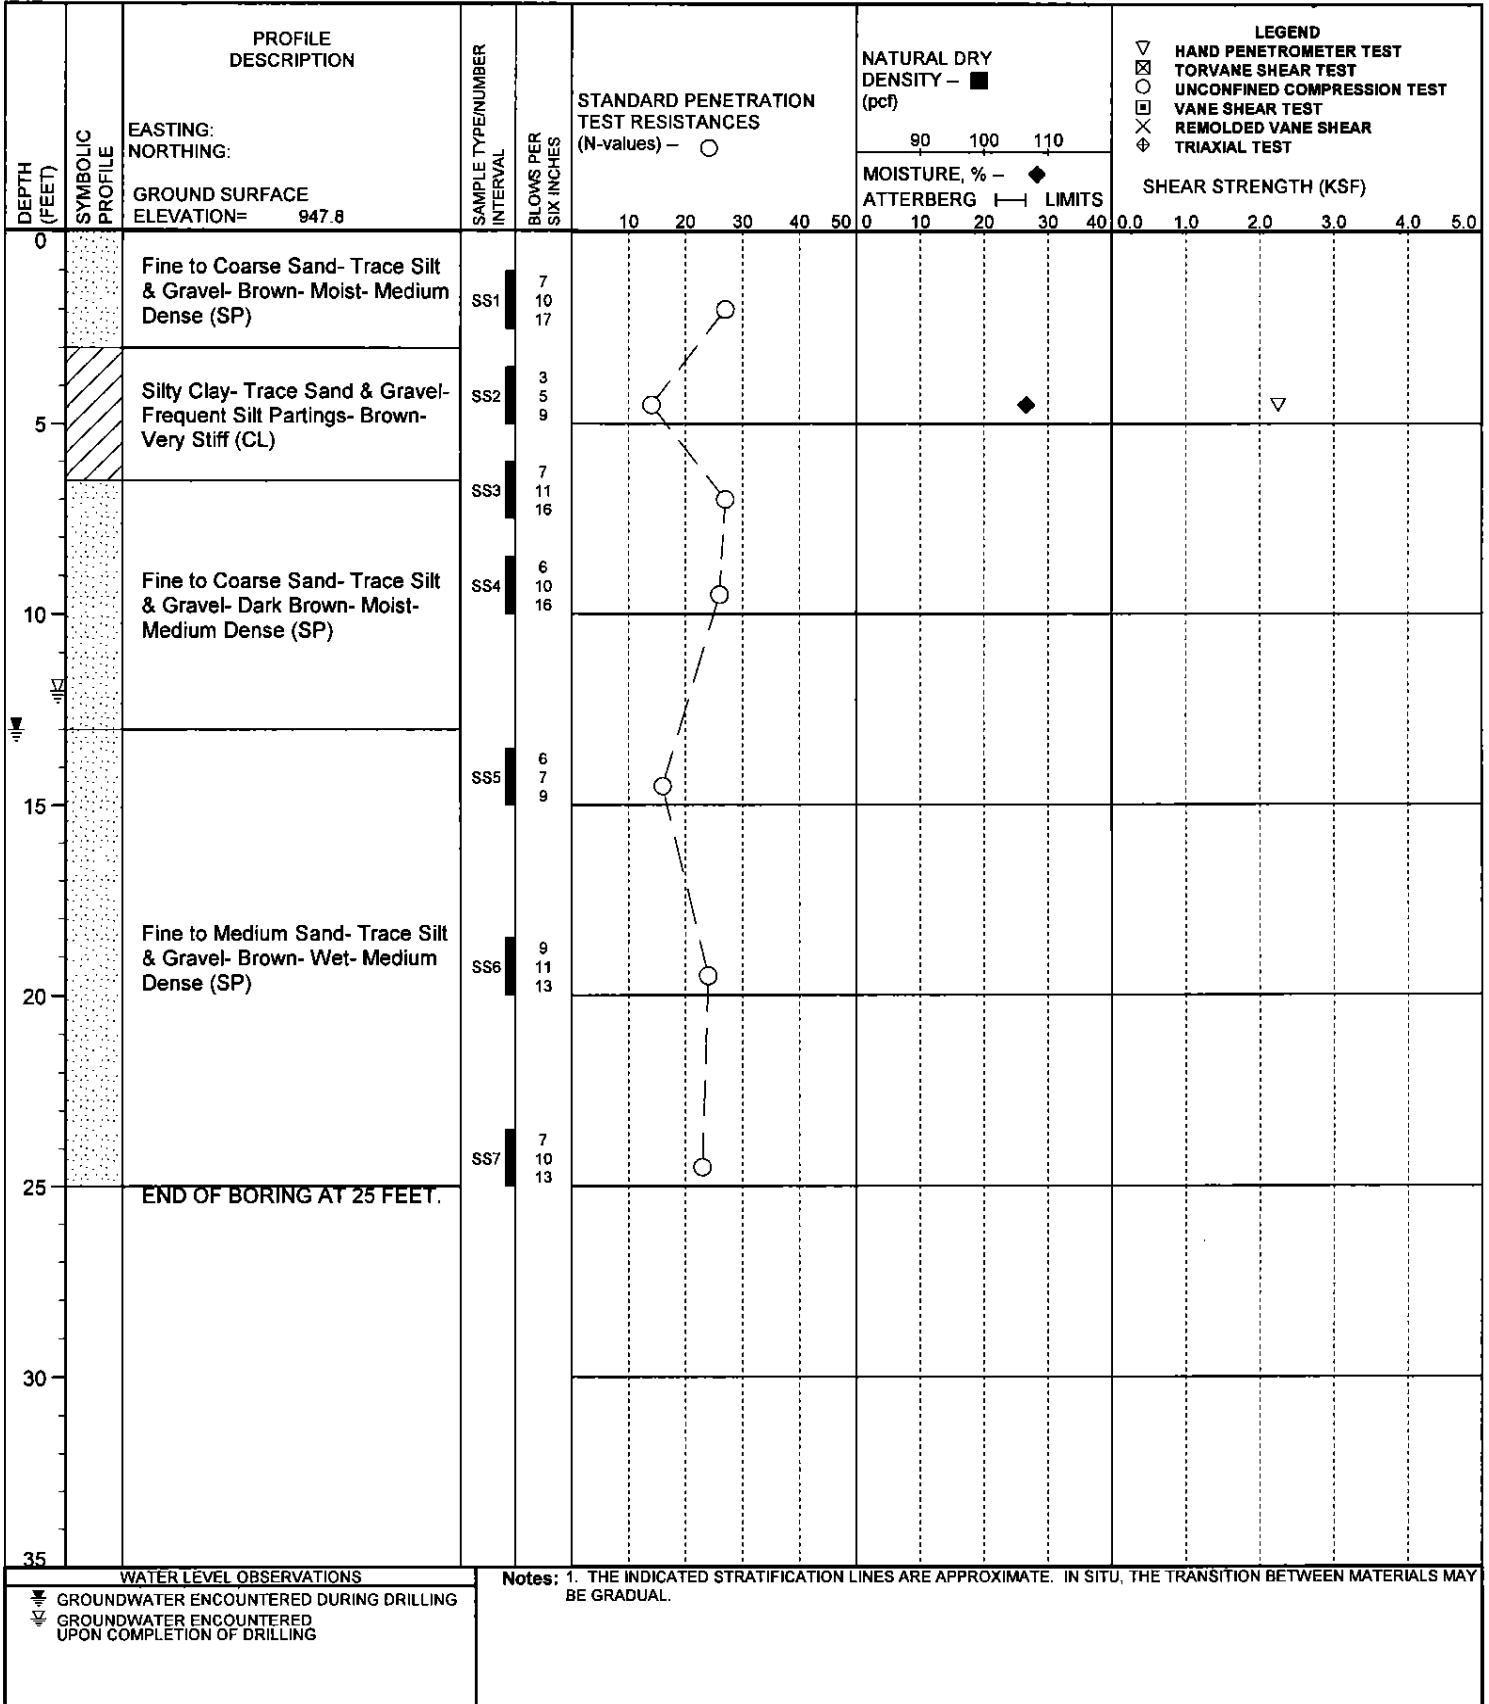 DEPTH
(FEET)
SYMBOLIC
PROFILE
PROFILE
DESCRIPTION
EASTING:
NORTHING:
GROUND SURFACE
ELEVATION= 947.8
SAMPLE TYPE/NUMBER
INTERVAL
BLOWS PER
SIX INCHES
STANDARD PENETRATION
TEST RESISTANCES
(N-values) –
10 20 30 40 50
NATURAL DRY
DENSITY –
(pcf)
90 100 110
MOISTURE, % –
ATTERBERG LIMITS
0 10 20 30 40
LEGEND
HAND PENETROMETER TEST
TORVANE SHEAR TEST
UNCONFINED COMPRESSION TEST
VANE SHEAR TEST
REMOLDED VANE SHEAR
TRIAXIAL TEST
SHEAR STRENGTH (KSF)
0.0 1.0 2.0 3.0 4.0 5.0
0
Fine to Coarse Sand- Trace Silt
& Gravel- Brown- Moist- Medium
Dense (SP)
SS1
7
10
17
Silty Clay- Trace Sand & Gravel-
Frequent Silt Partings- Brown-
Very Stiff (CL)
SS2
3
5
9
5
SS3
7
11
16
Fine to Coarse Sand- Trace Silt
& Gravel- Dark Brown- Moist-
Medium Dense (SP)
SS4
6
10
16
10
SS5
6
7
9
15
Fine to Medium Sand- Trace Silt
& Gravel- Brown- Wet- Medium
Dense (SP)
SS6
9
11
13
20
SS7
7
10
13
25
END OF BORING AT 25 FEET.
30
35
WATER LEVEL OBSERVATIONS
GROUNDWATER ENCOUNTERED DURING DRILLING
GROUNDWATER ENCOUNTERED
UPON COMPLETION OF DRILLING
Notes: 1. THE INDICATED STRATIFICATION LINES ARE APPROXIMATE. IN SITU, THE TRANSITION BETWEEN MATERIALS MAY
BE GRADUAL.